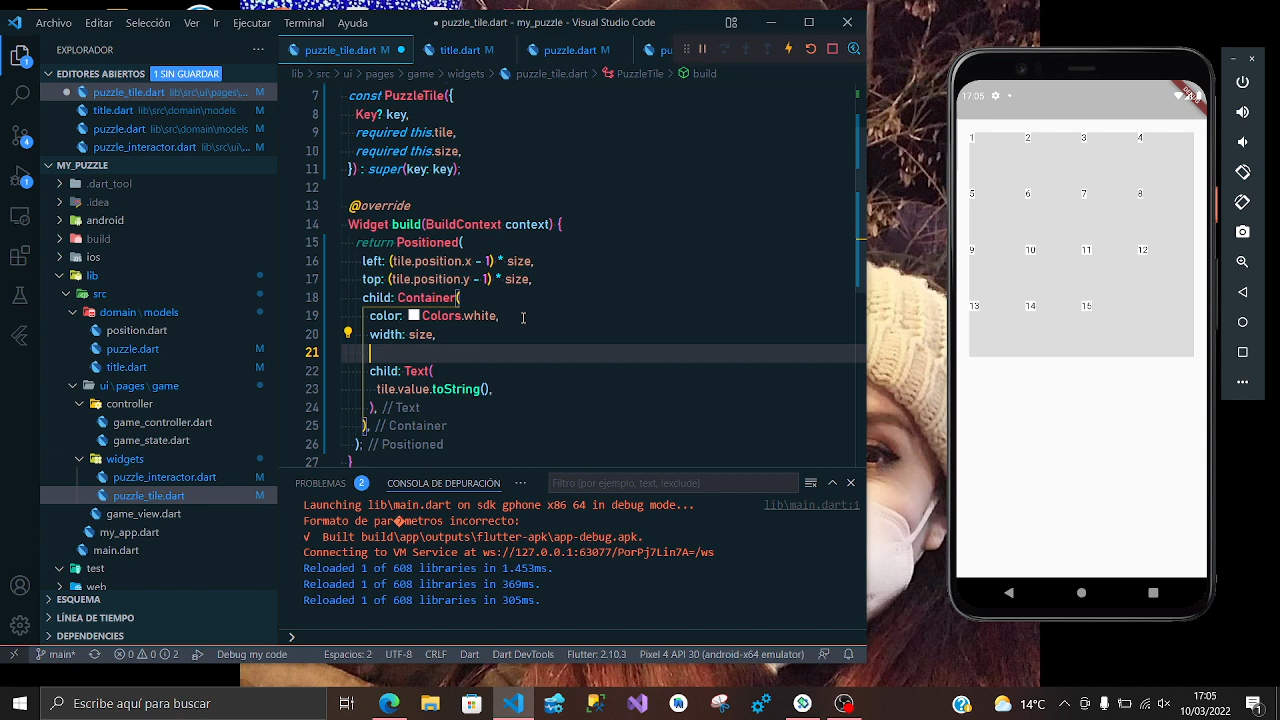 Archivo
Editar
Selección
Ver
Ir
Ejecutar
···
● puzzle_tile.dart - my_puzzle - Visual Studio Code
EXPLORADOR
EDITORES ABIERTOS 1 SIN GUARDAR
puzzle_tile.dart lib\src\ui\pages\... M
title.dart lib\src\domain\models M
puzzle.dart lib\src\domain\models M
puzzle_interactor.dart lib\src\ui\... M
MY_PUZZLE
.dart_tool
.idea
android
build
ios
lib
src
domain \ models
position.dart
puzzle.dart M
title.dart M
ui \ pages \ game
controller
game_controller.dart M
game_state.dart M
widgets
puzzle_interactor.dart M
puzzle_tile.dart M
game_view.dart M
my_app.dart M
main.dart M
test
web
ESQUEMA
LÍNEA DE TIEMPO
DEPENDENCIES
1
4
1
puzzle_tile.dart M
title.dart M
puzzle.dart M
pu
lib > src > ui > pages > game > widgets > puzzle_tile.dart > PuzzleTile > build
7 const PuzzleTile({
8 Key? key,
9 required this.tile,
10 required this.size,
11 }) : super(key: key);
12
13 @override
14 Widget build(BuildContext context) {
15 return Positioned(
16 left: (tile.position.x - 1) * size,
17 top: (tile.position.y - 1) * size,
18 child: Container(
19 color: Colors.white,
20 width: size,
21
22 child: Text(
23 tile.value.toString(),
24 ), // Text
25 ), // Container
26 ); // Positioned
27 }
PROBLEMAS 2 CONSOLA DE DEPURACIÓN ··· Filtro (por ejemplo, text, !exclude)
Launching lib\main.dart on sdk gphone x86 64 in debug mode... lib\main.dart:1
Formato de par�metros incorrecto:
√ Built build\app\outputs\flutter-apk\app-debug.apk.
Connecting to VM Service at ws://127.0.0.1:63077/PorPj7Lin7A=/ws
Reloaded 1 of 608 libraries in 1.453ms.
Reloaded 1 of 608 libraries in 369ms.
Reloaded 1 of 608 libraries in 305ms.
>
main* 0 0 2 Debug my code Espacios: 2 UTF-8 CRLF Dart Dart DevTools Flutter: 2.10.3 Pixel 4 API 30 (android-x64 emulator)
17:05
1 2 3 4
5 6 7 8
9 10 11 12
13 14 15
Escribe aquí para buscar
17:05
10/03/2022